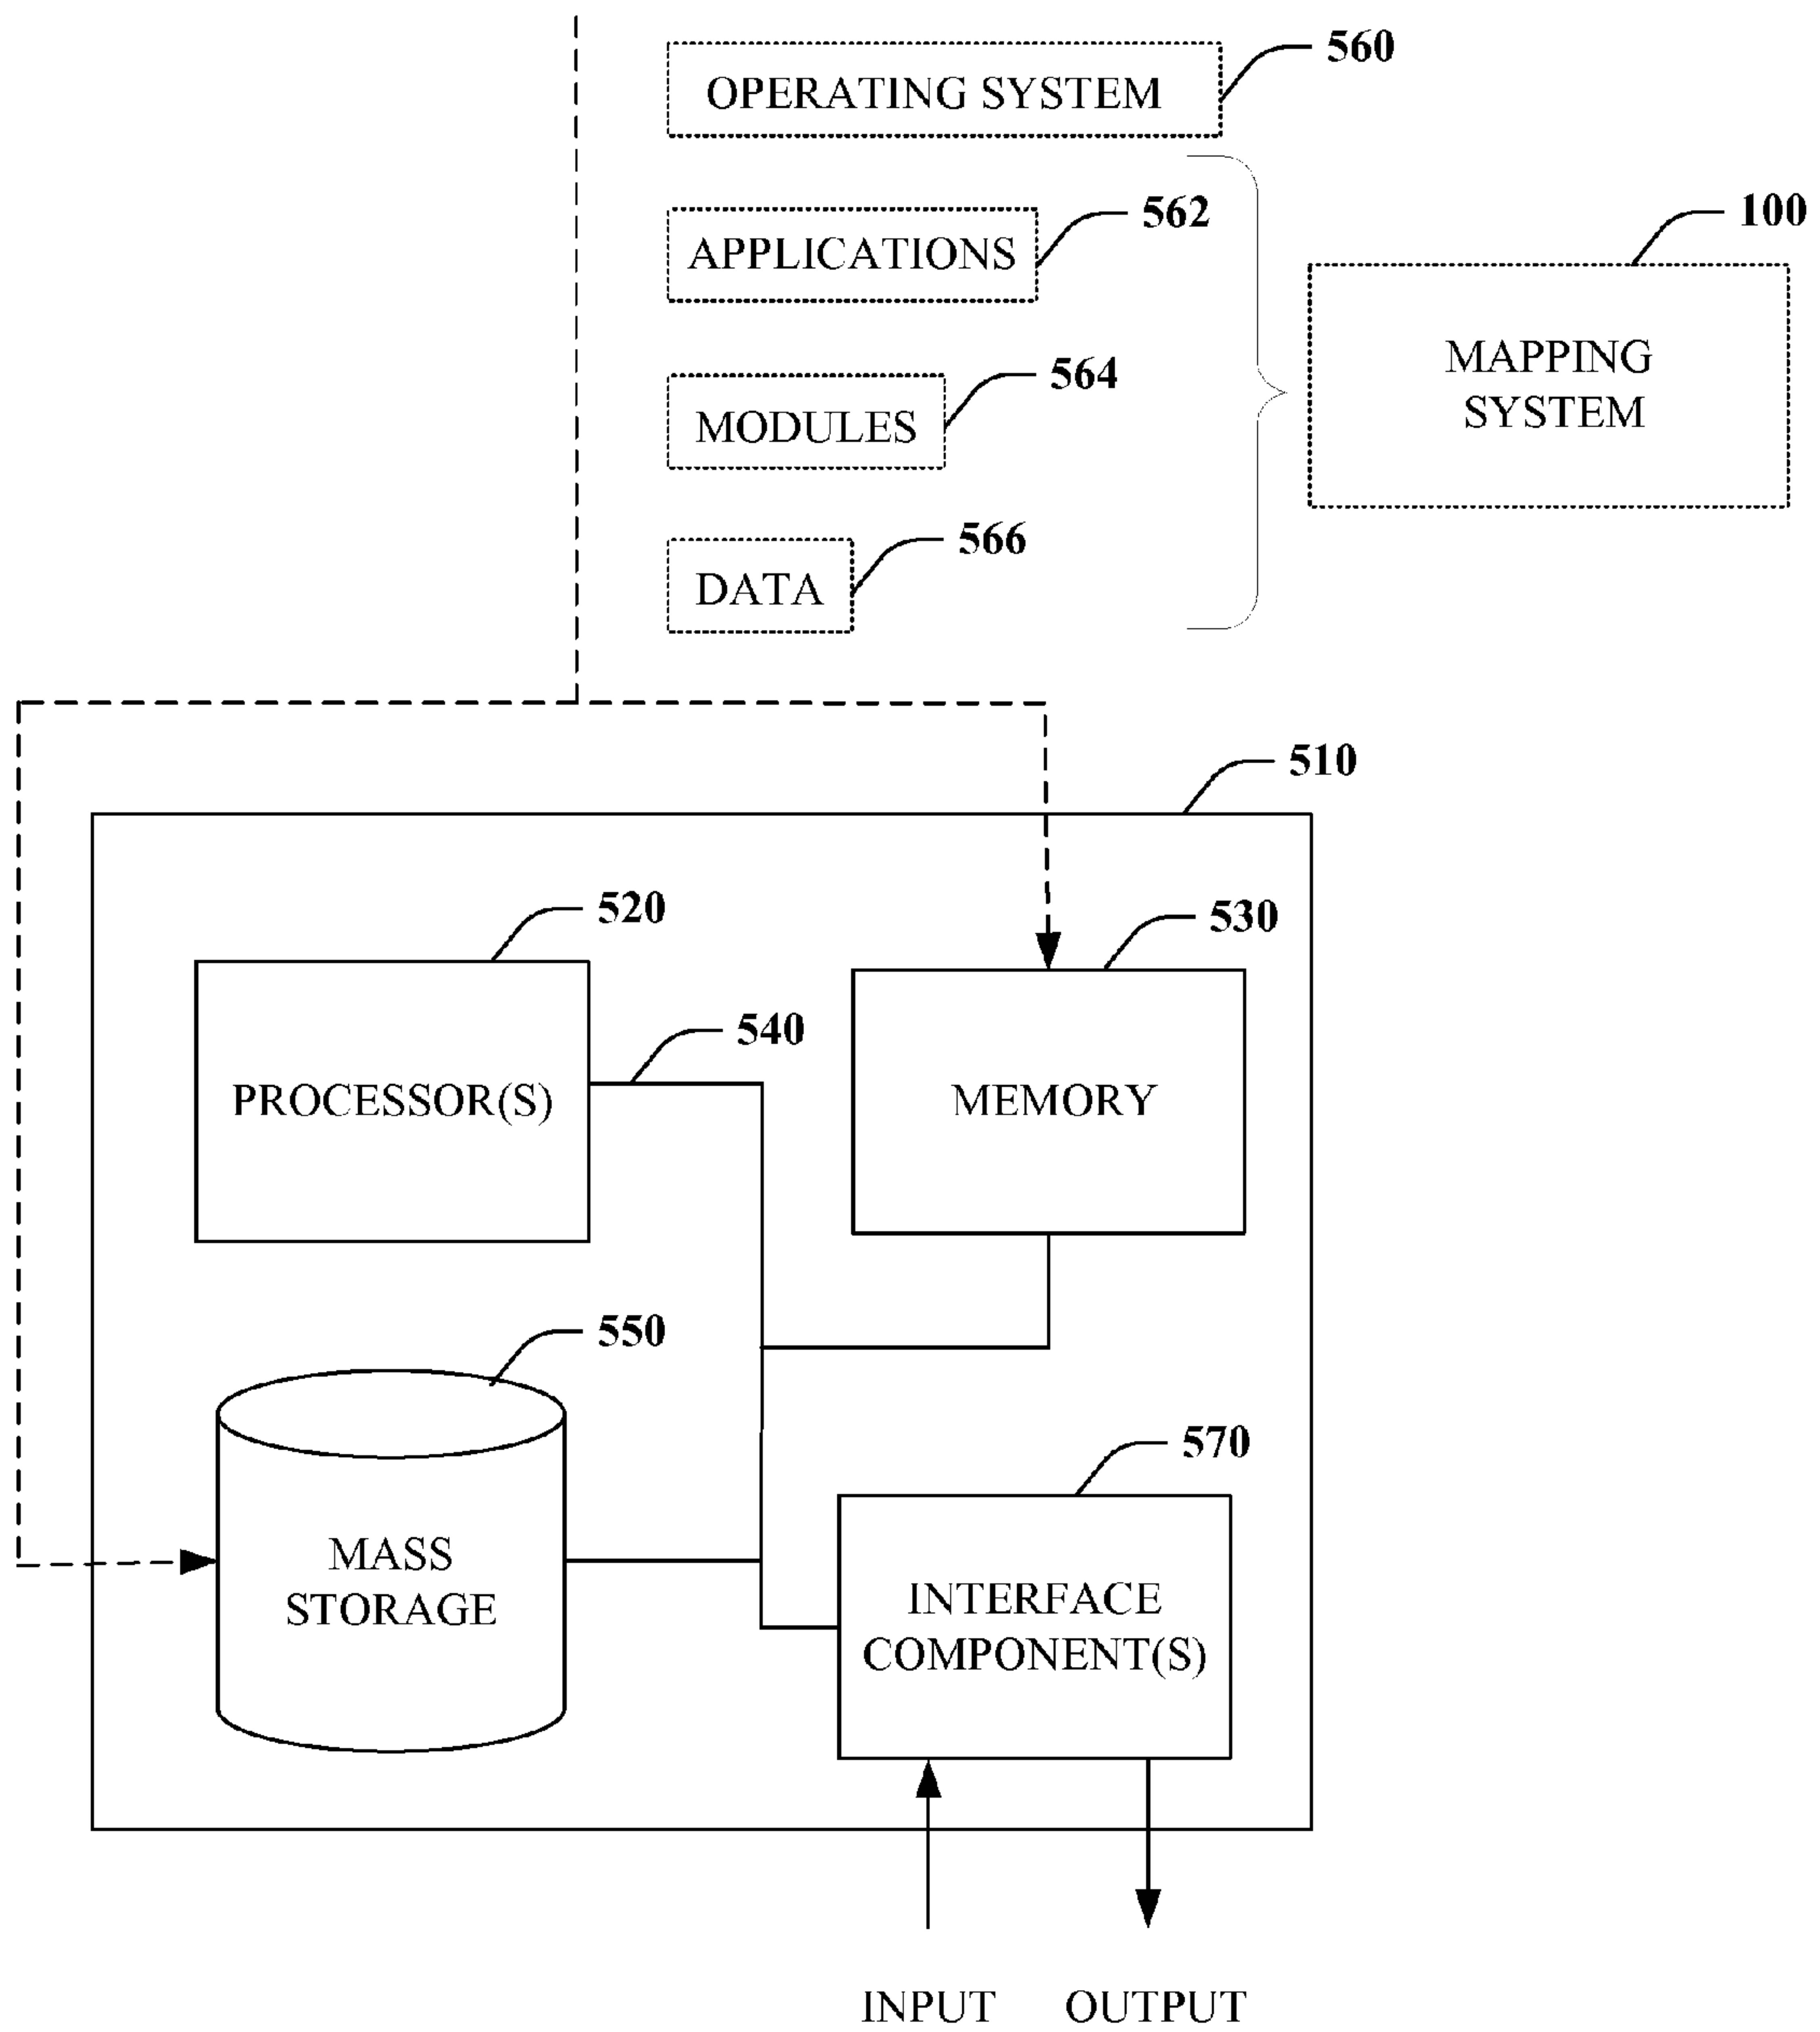 560
OPERATING SYSTEM
562
100
APPLICATIONS
MAPPING
SYSTEM
564
MODULES
566
DATA
510
520
530
540
PROCESSOR(S)
MEMORY
550
570
MASS
STORAGE
INTERFACE
COMPONENT(S)
INPUT
OUTPUT